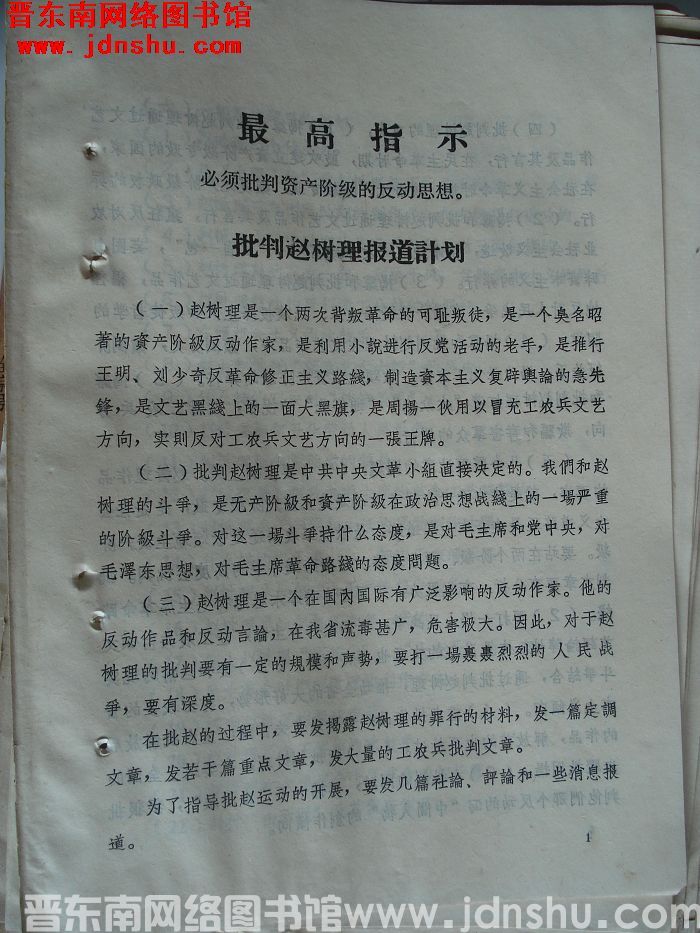 晋东南网络图书馆
www.jdnshu.com
最高指示
必须批判资产阶级的反动思想。
批判赵树理报道計划
（一）赵树理是一个两次背叛革命的可耻叛徒，是一个臭名昭
著的資产阶級反动作家，是利用小說进行反党活动的老手，是推行
王明、刘少奇反革命修正主义路綫，制造資本主义复辟輿論的急先
鋒，是文艺黑綫上的一面大黑旗，是周揚一伙用以冒充工农兵文艺
方向，实則反对工农兵文艺方向的一張王牌。
（二）批判赵树理是中共中央文革小組直接决定的。我們和赵
树理的斗爭，是无产阶級和資产阶級在政治思想战綫上的一場严重
的阶級斗爭。对这一場斗爭持什么态度，是对毛主席和党中央，对
毛澤东思想，对毛主席革命路綫的态度問題。
（三）赵树理是一个在国內国际有广泛影响的反动作家。他的
反动作品和反动言論，在我省流毒甚广，危害极大。因此，对于赵
树理的批判要有一定的規模和声势，要打一場轟轟烈烈的人民战
爭，要有深度。
在批赵的过程中，要发揭露赵树理的罪行的材料，发一篇定調
文章，发若干篇重点文章，发大量的工农兵批判文章。
为了指导批赵运动的开展，要发几篇社論、評論和一些消息报
道。
1
晋东南网络图书馆www.jdnshu.com